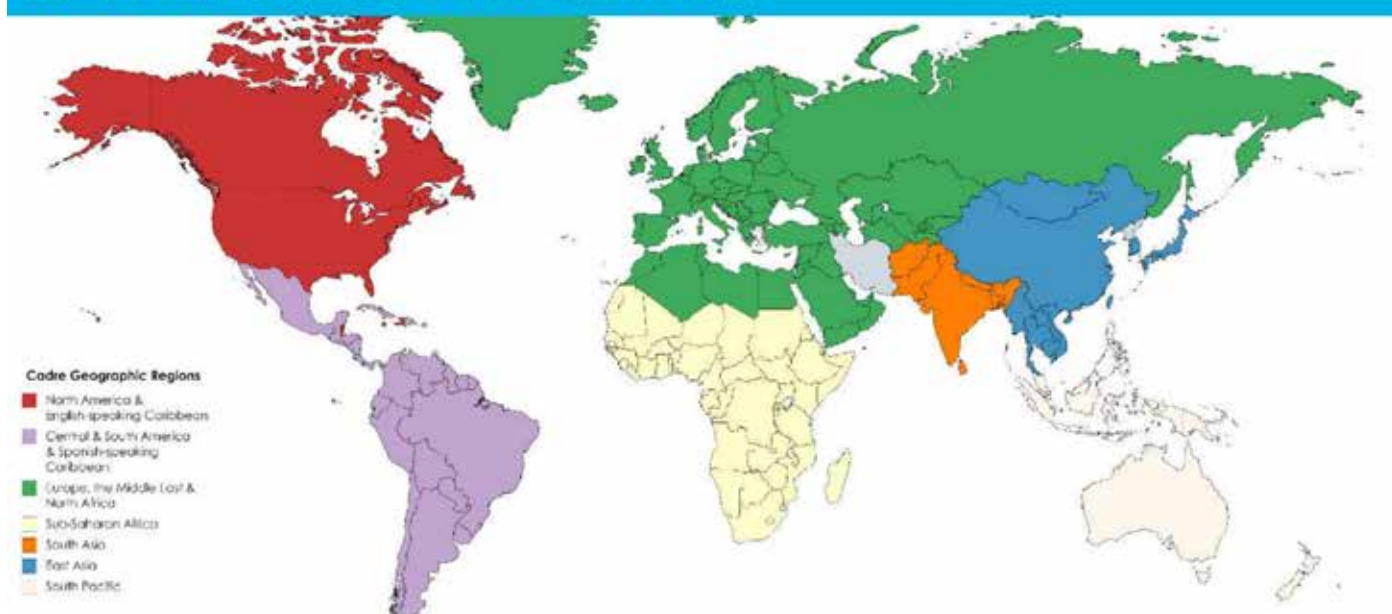 Cadre Geographic Regions
North America &
English-speaking Caribbean
Central & South America
& Spanish-speaking
Caribbean
Europe, the Middle East &
North Africa
Sub-Saharan Africa
South Asia
East Asia
South Pacific